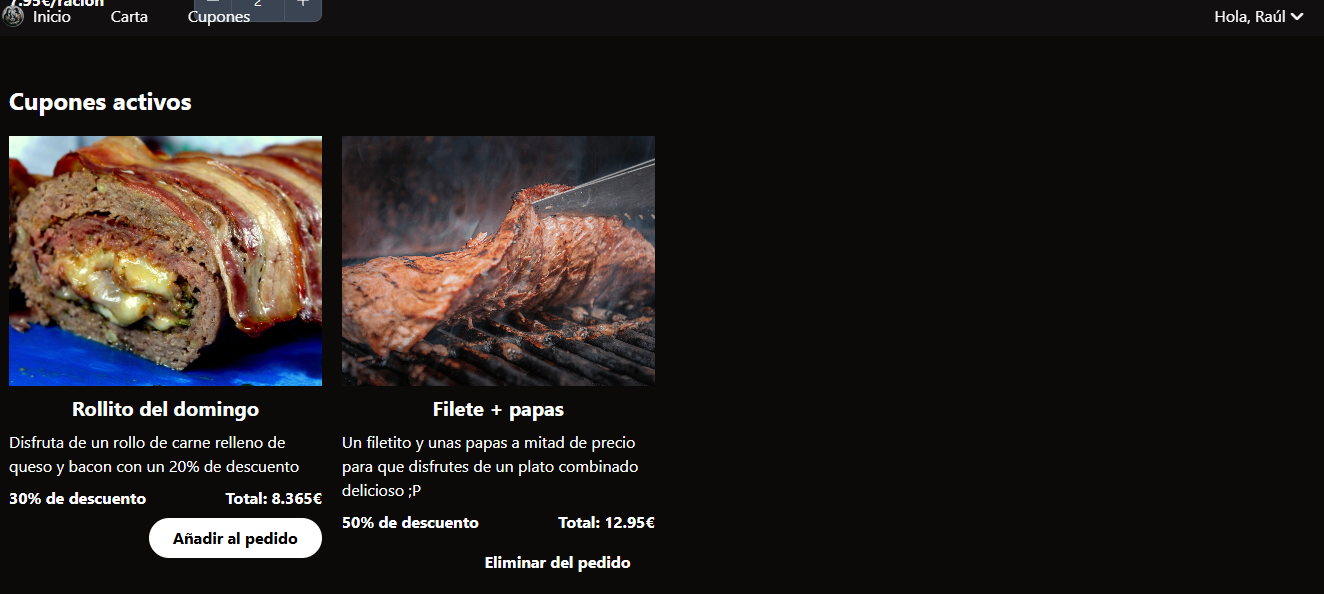 7.95€/ración
− 2 +
Inicio Carta Cupones Hola, Raúl
Cupones activos
Rollito del domingo
Disfruta de un rollo de carne relleno de
queso y bacon con un 20% de descuento
30% de descuento Total: 8.365€
Añadir al pedido
Filete + papas
Un filetito y unas papas a mitad de precio
para que disfrutes de un plato combinado
delicioso ;P
50% de descuento Total: 12.95€
Eliminar del pedido